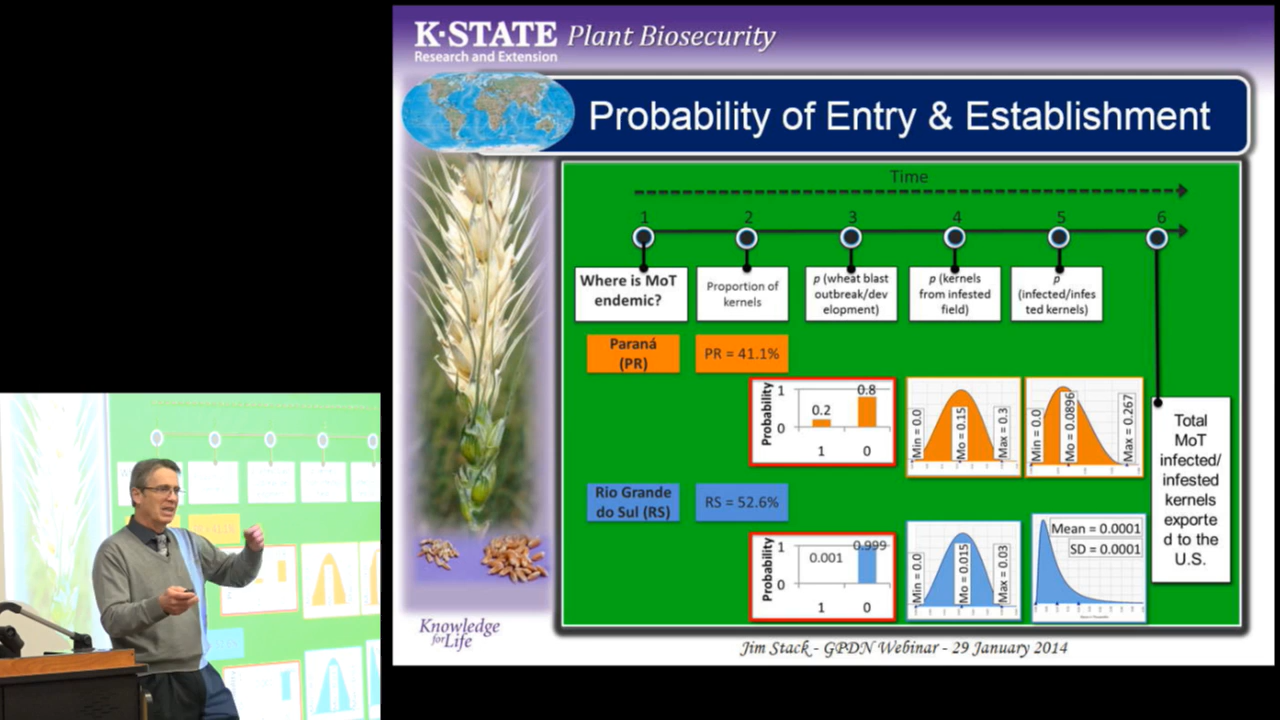 K-STATE Plant Biosecurity
Research and Extension
Probability of Entry & Establishment
Time
1 2 3 4 5 6
Where is MoT
endemic?
Proportion of
kernels
p (wheat blast
outbreak/dev
elopment)
p (kernels
from infested
field)
p
(infected/infes
ted kernels)
Paraná
(PR)
PR = 41.1%
Probability
1
0
0.2
0.8
1 0
Min = 0.0
Mo = 0.15
Max = 0.3
Min = 0.0
Mo = 0.0896
Max = 0.267
Total
MoT
infected/
infested
kernels
exporte
d to the
U.S.
Rio Grande
do Sul (RS)
RS = 52.6%
Probability
1
0
0.001
0.999
1 0
Min = 0.0
Mo = 0.015
Max = 0.03
Mean = 0.0001
SD = 0.0001
Knowledge
for Life
Jim Stack - GPDN Webinar - 29 January 2014